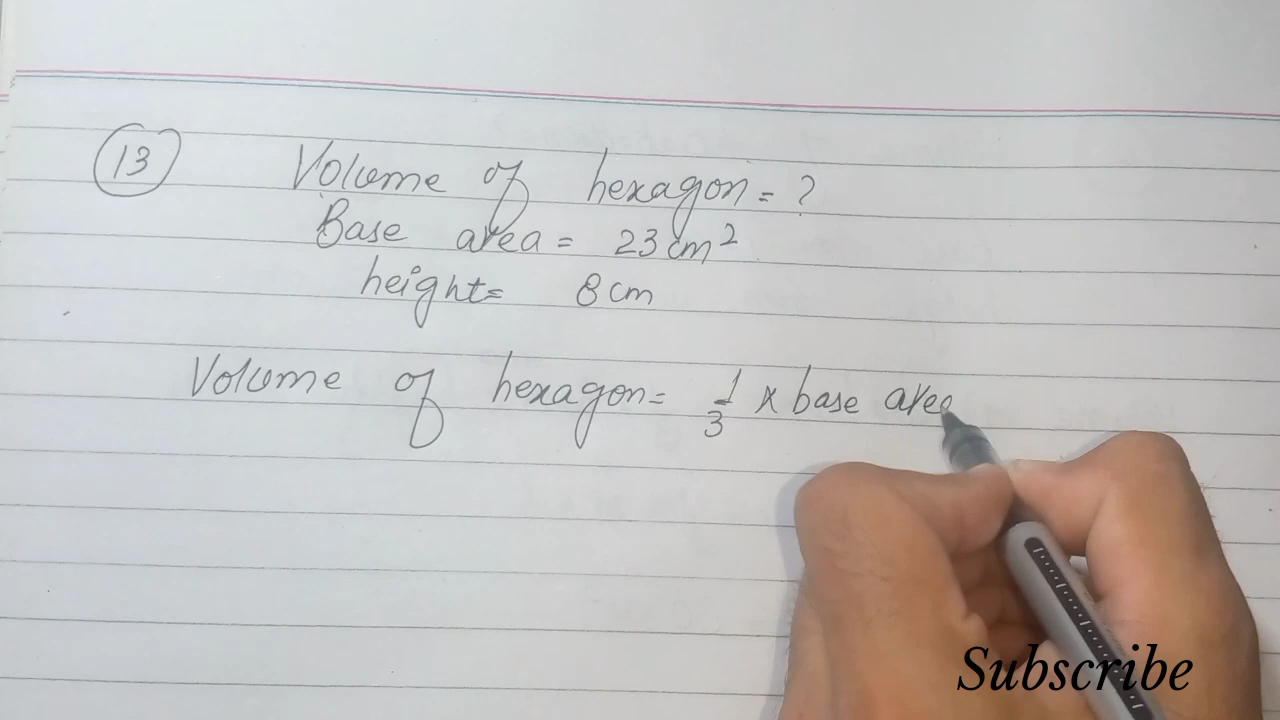 13 Volume of hexagon = ?
Base area = 23 cm²
height = 8 cm
Volume of hexagon = 1/3 × base area
Subscribe